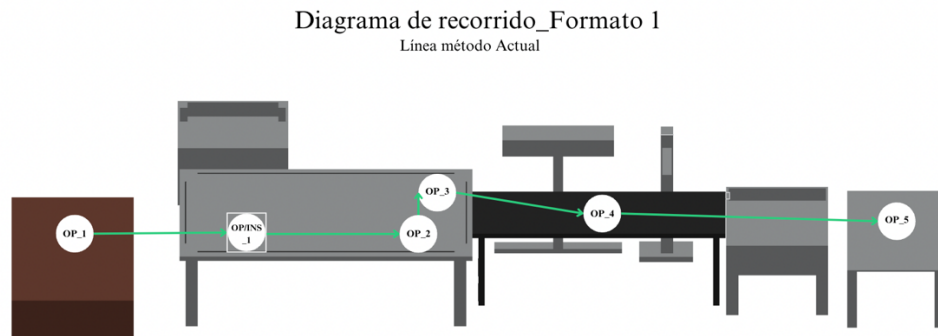 Diagrama de recorrido_Formato 1
Línea método Actual
OP_1
OP/INS
_1
OP_2
OP_3
OP_4
OP_5